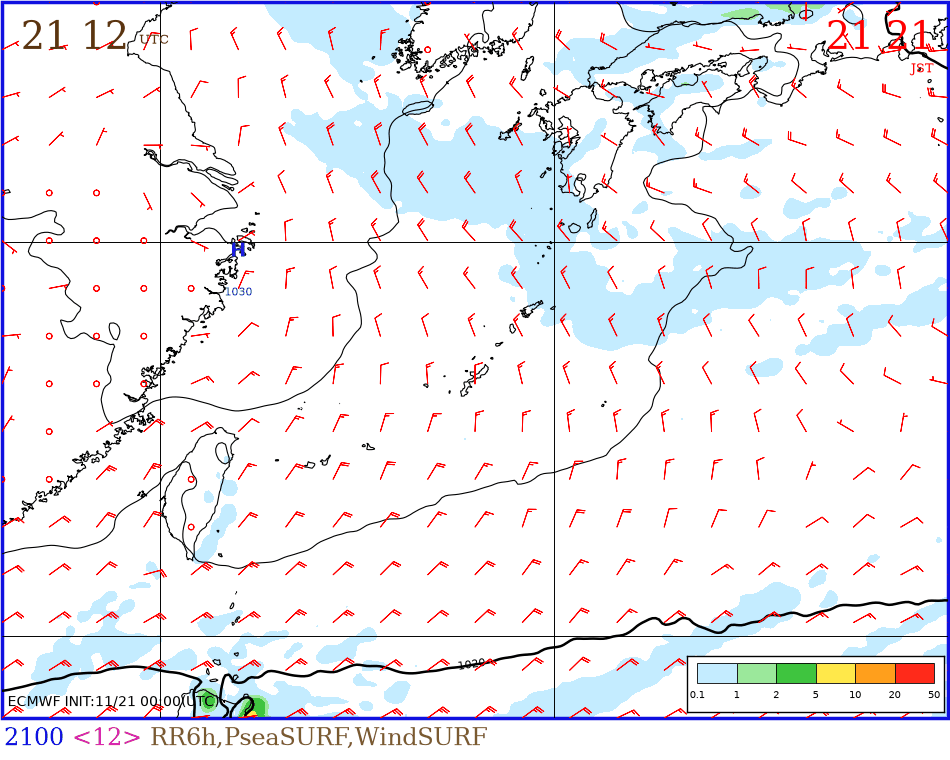 21 12 UTC
21 21
JST
H
1030
1020
ECMWF INIT:11/21 00:00(UTC)
0.1 1 2 5 10 20 50
2100 <12> RR6h,PseaSURF,WindSURF